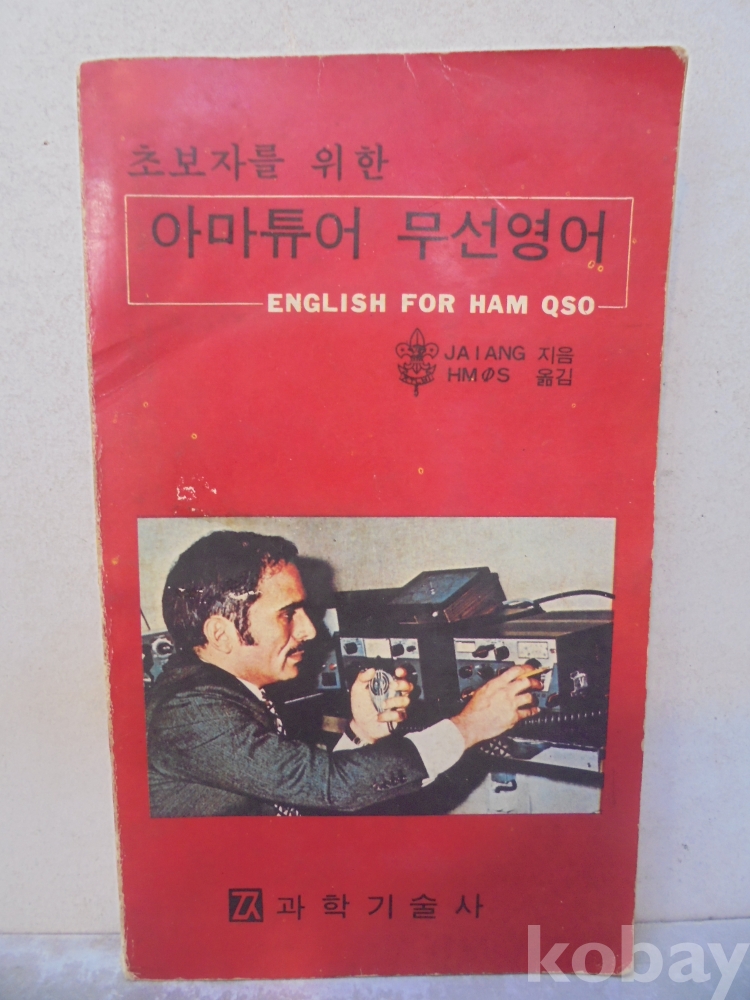 초보자를 위한
아마튜어 무선영어
ENGLISH FOR HAM QSO
JA1ANG 지음
HMØS 옮김
과학기술사
kobay